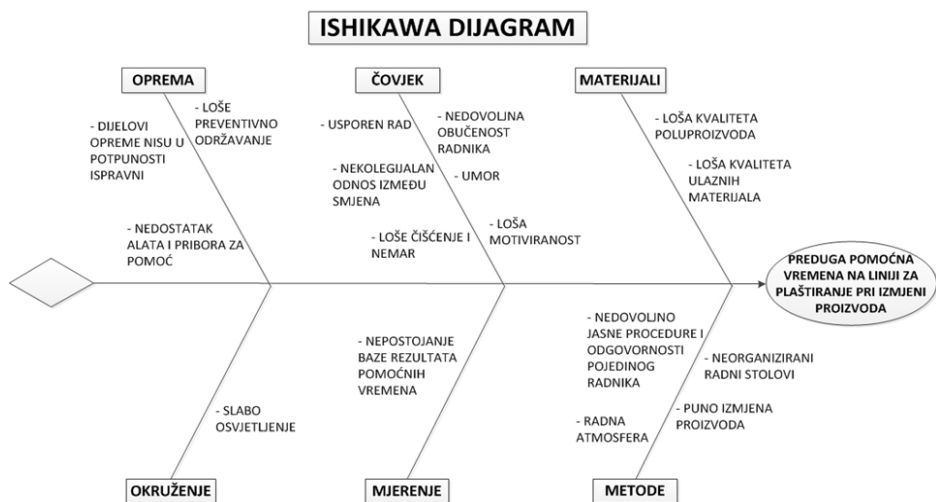 ISHIKAWA DIJAGRAM
OPREMA
ČOVJEK
MATERIJALI
- DIJELOVI
OPREME NISU U
POTPUNOSTI
ISPRAVNI
- LOŠE
PREVENTIVNO
ODRŽAVANJE
- NEDOSTATAK
ALATA I PRIBORA ZA
POMOĆ
- USPOREN RAD
- NEKOLEGIJALAN
ODNOS IZMEĐU
SMJENA
- LOŠE ČIŠĆENJE I
NEMAR
- NEDOVOLJNA
OBUČENOST
RADNIKA
- UMOR
- LOŠA
MOTIVIRANOST
- LOŠA KVALITETA
POLUPROIZVODA
- LOŠA KVALITETA
ULAZNIH
MATERIJALA
PREDUGA POMOĆNA
VREMENA NA LINIJI ZA
PLAŠTIRANJE PRI IZMJENI
PROIZVODA
- SLABO
OSVJETLJENJE
- NEPOSTOJANJE
BAZE REZULTATA
POMOĆNIH
VREMENA
- NEDOVOLJNO
JASNE PROCEDURE I
ODGOVORNOSTI
POJEDINOG
RADNIKA
- RADNA
ATMOSFERA
- NEORGANIZIRANI
RADNI STOLOVI
- PUNO IZMJENA
PROIZVODA
OKRUŽENJE
MJERENJE
METODE